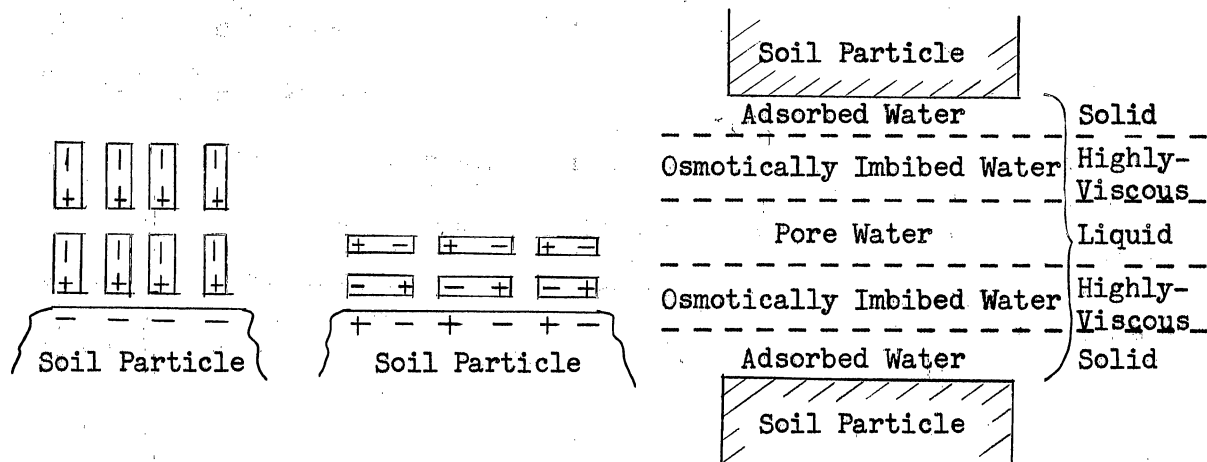 - - - -
+ + + +
- - - -
+ + + +
- - - -
Soil Particle
+ - + - + -
- + - + - +
+ - + - + -
Soil Particle
Soil Particle
Adsorbed Water Solid
Osmotically Imbibed Water Highly-
Viscous
Pore Water Liquid
Osmotically Imbibed Water Highly-
Viscous
Adsorbed Water Solid
Soil Particle